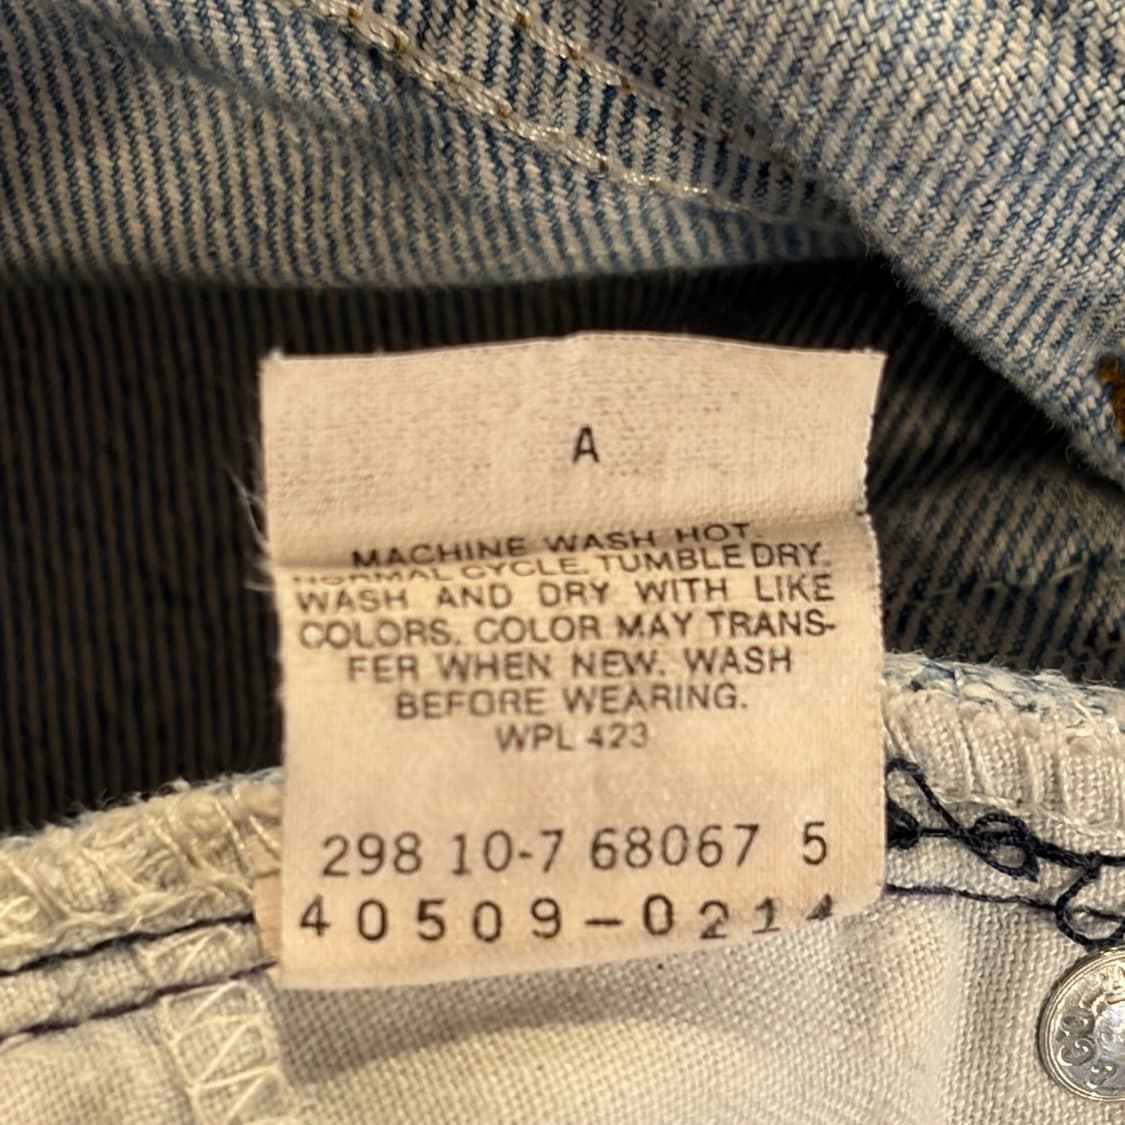 A
MACHINE WASH HOT.
NORMAL CYCLE. TUMBLE DRY.
WASH AND DRY WITH LIKE
COLORS. COLOR MAY TRANS-
FER WHEN NEW. WASH
BEFORE WEARING.
WPL 423
298 10-7 68067 5
40509-0214